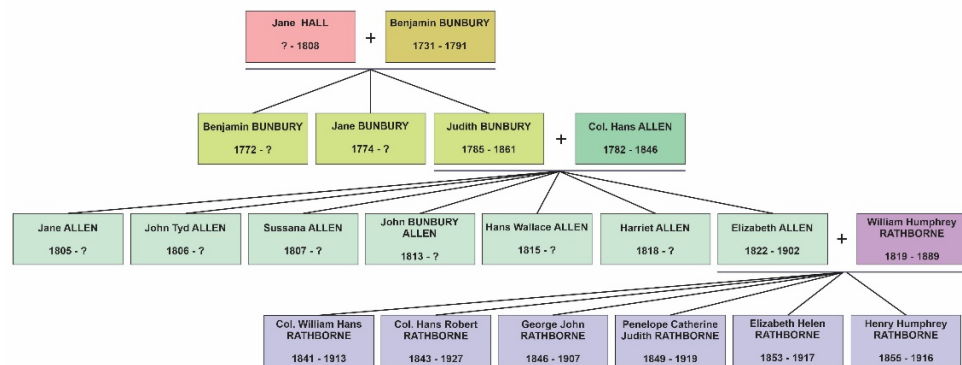 Jane HALL
? - 1808
+
Benjamin BUNBURY
1731 - 1791
Benjamin BUNBURY
1772 - ?
Jane BUNBURY
1774 - ?
Judith BUNBURY
1785 - 1861
+
Col. Hans ALLEN
1782 - 1846
Jane ALLEN
1805 - ?
John Tyd ALLEN
1806 - ?
Sussana ALLEN
1807 - ?
John BUNBURY
ALLEN
1813 - ?
Hans Wallace ALLEN
1815 - ?
Harriet ALLEN
1818 - ?
Elizabeth ALLEN
1822 - 1902
+
William Humphrey
RATHBORNE
1819 - 1889
Col. William Hans
RATHBORNE
1841 - 1913
Col. Hans Robert
RATHBORNE
1843 - 1927
George John
RATHBORNE
1846 - 1907
Penelope Catherine
Judith RATHBORNE
1849 - 1919
Elizabeth Helen
RATHBORNE
1853 - 1917
Henry Humphrey
RATHBORNE
1855 - 1916